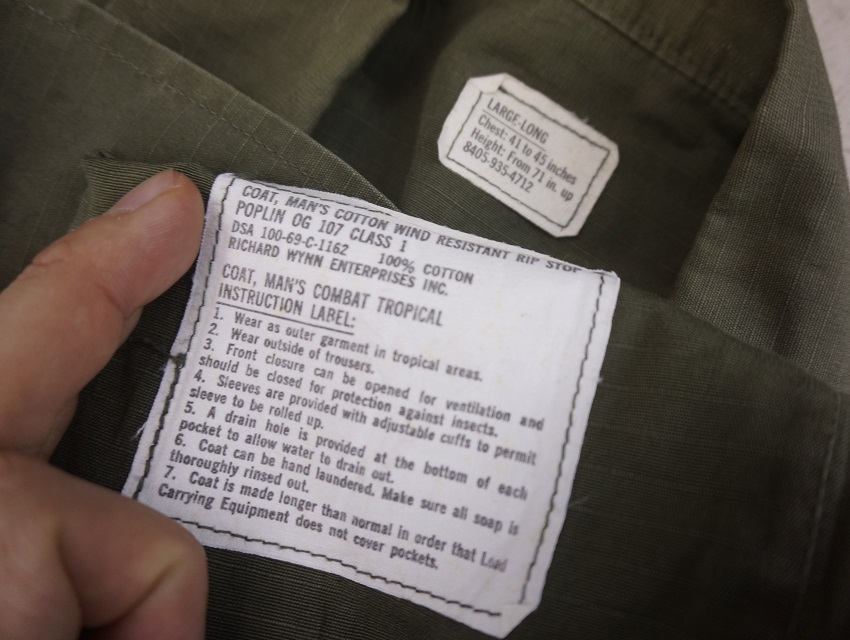 LARGE-LONG
Chest: 41 to 45 inches
Height: From 71 in. up
8405-935-4712
COAT, MAN'S COTTON WIND RESISTANT RIP STOP
POPLIN OG 107 CLASS 1
DSA 100-69-C-1162 100% COTTON
RICHARD WYNN ENTERPRISES INC.
COAT, MAN'S COMBAT TROPICAL
INSTRUCTION LABEL:
1. Wear as outer garment in tropical areas.
2. Wear outside of trousers.
3. Front closure can be opened for ventilation and
should be closed for protection against insects.
4. Sleeves are provided with adjustable cuffs to permit
sleeve to be rolled up.
5. A drain hole is provided at the bottom of each
pocket to allow water to drain out.
6. Coat can be hand laundered. Make sure all soap is
thoroughly rinsed out.
7. Coat is made longer than normal in order that Load
Carrying Equipment does not cover pockets.